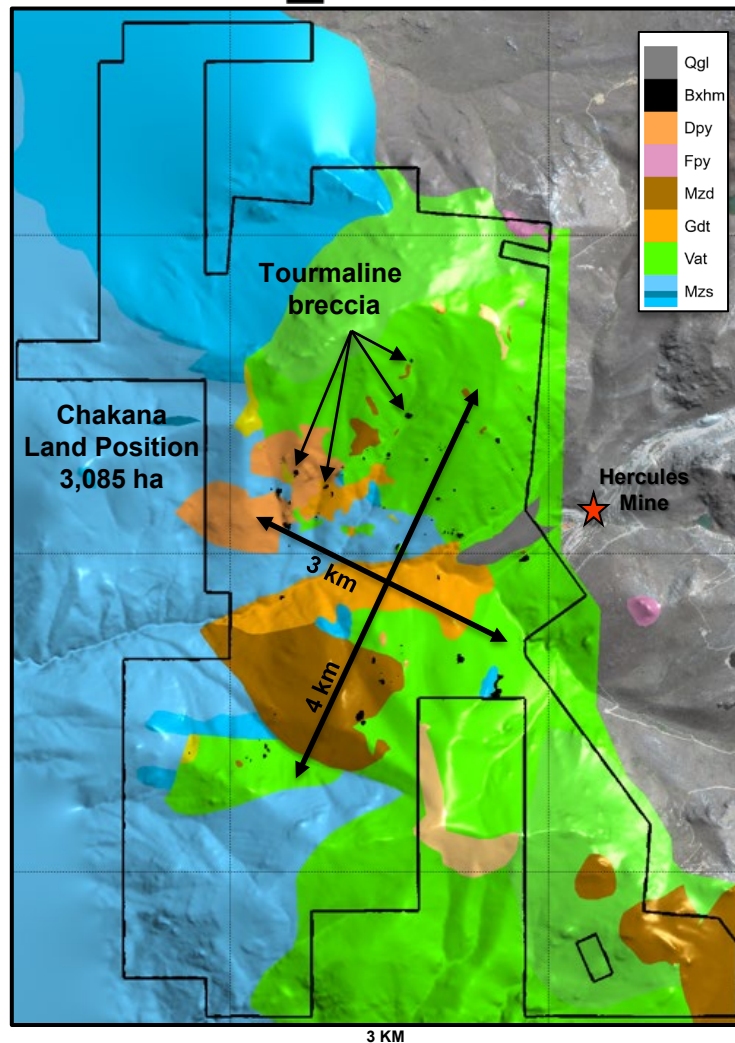 Qgl
Bxhm
Dpy
Fpy
Mzd
Gdt
Vat
Mzs
Tourmaline
breccia
Chakana
Land Position
3,085 ha
Hercules
Mine
3 km
4 km
3 KM